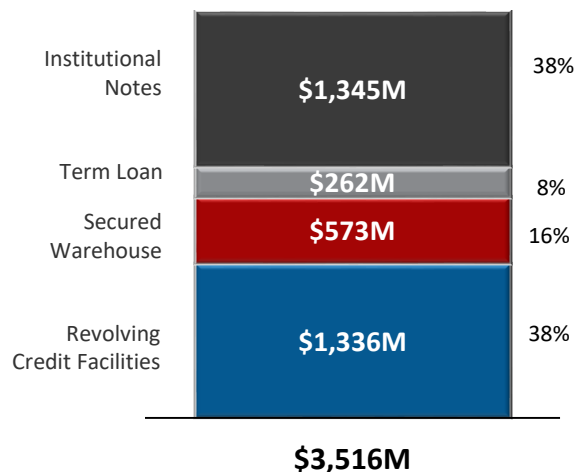 Institutional
Notes
$1,345M
38%
Term Loan
$262M
8%
Secured
Warehouse
$573M
16%
Revolving
Credit Facilities
$1,336M
38%
$3,516M